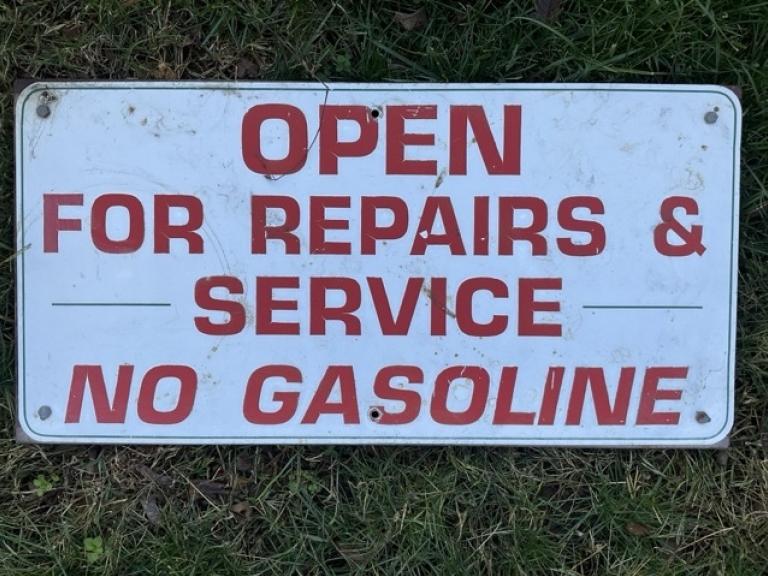 OPEN
FOR REPAIRS &
SERVICE
NO GASOLINE